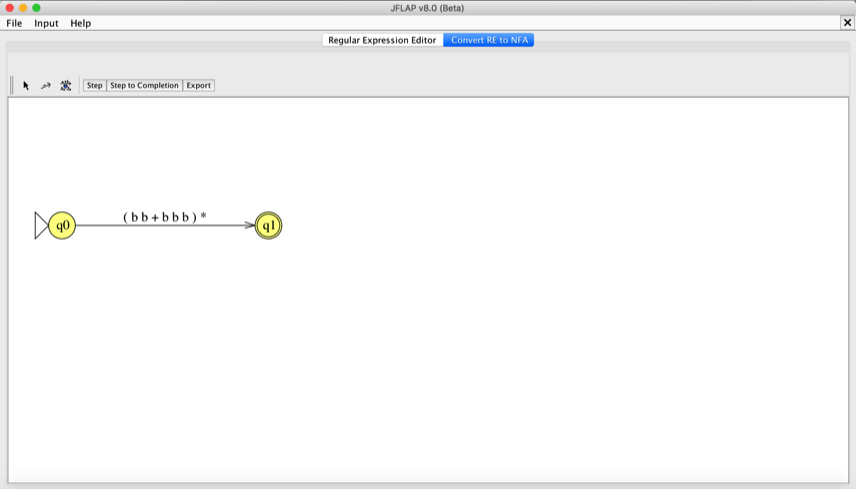 JFLAP v8.0 (Beta)
File Input Help
Regular Expression Editor Convert RE to NFA
Step Step to Completion Export
( b b + b b b ) *
q0 q1